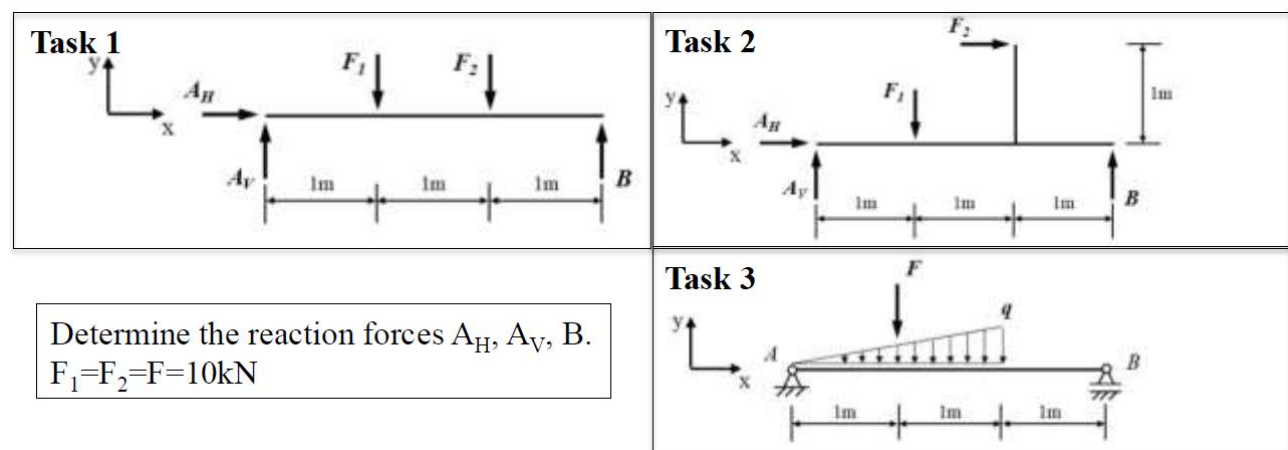 Task 1
y
x
A_H
F_1
F_2
A_V
B
1m 1m 1m
Task 2
F_2
F_1
y
x
A_H
A_V
B
1m
1m 1m 1m
Determine the reaction forces A_H, A_V, B.
F_1=F_2=F=10kN
Task 3
F
q
y
x
A
B
1m 1m 1m